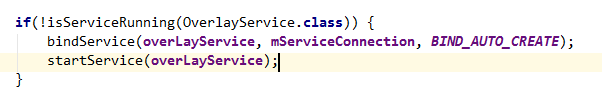 if(!isServiceRunning(OverlayService.class)) {
    bindService(overLayService, mServiceConnection, BIND_AUTO_CREATE);
    startService(overLayService);
}